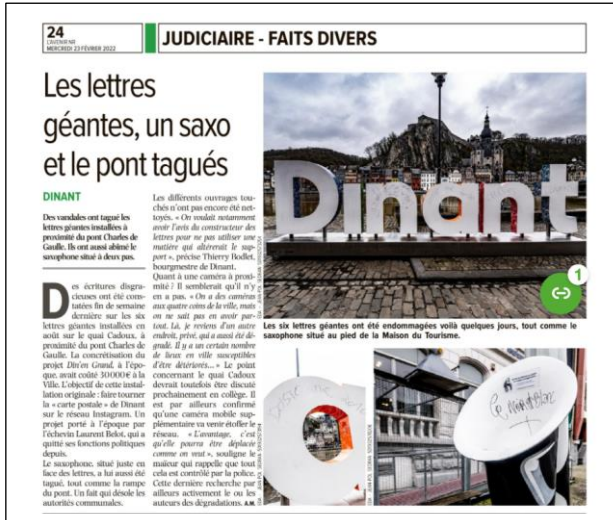 24
L'AVENIR NR
MERCREDI 23 FÉVRIER 2022
JUDICIAIRE - FAITS DIVERS
Les lettres
géantes, un saxo
et le pont tagués
DINANT
Des vandales ont tagué les
lettres géantes installées à
proximité du pont Charles de
Gaulle. Ils ont aussi abîmé le
saxophone situé à deux pas.
Des écritures disgra-
cieuses ont été cons-
tatées fin de semaine
dernière sur les six
lettres géantes installées en
août sur le quai Cadoux, à
proximité du pont Charles de
Gaulle. La concrétisation du
projet Din'en Grand, à l'épo-
que, avait coûté 30000€ à la
Ville. L'objectif de cette instal-
lation originale : faire tourner
la « carte postale » de Dinant
sur le réseau Instagram. Un
projet porté à l'époque par
l'échevin Laurent Belot, qui a
quitté ses fonctions politiques
depuis.
Le saxophone, situé juste en
face des lettres, a lui aussi été
tagué, tout comme la rampe
du pont. Un fait qui désole les
autorités communales.
Les différents ouvrages tou-
chés n'ont pas encore été net-
toyés. « On voulait notamment
avoir l'avis du constructeur des
lettres pour ne pas utiliser une
matière qui altérerait le sup-
port », précise Thierry Bodlet,
bourgmestre de Dinant.
Quant à une caméra à proxi-
mité ? Il semblerait qu'il n'y
en a pas. « On a des caméras
aux quatre coins de la ville, mais
on ne sait pas en avoir par-
tout. Là, je reviens d'un autre
endroit, privé, qui a aussi été dé-
gradé. Il y a un certain nombre
de lieux en ville susceptibles
d'être détériorés... » Le point
concernant le quai Cadoux
devrait toutefois être discuté
prochainement en collège. Il
est par ailleurs confirmé
qu'une caméra mobile sup-
plémentaire va venir étoffer le
réseau. « L'avantage, c'est
qu'elle pourra être déplacée
comme on veut », souligne le
maïeur qui rappelle que tout
cela est contrôlé par la police.
Cette dernière recherche par
ailleurs activement le ou les
auteurs des dégradations. A.M.
Dinant
1
Les six lettres géantes ont été endommagées voilà quelques jours, tout comme le
saxophone situé au pied de la Maison du Tourisme.